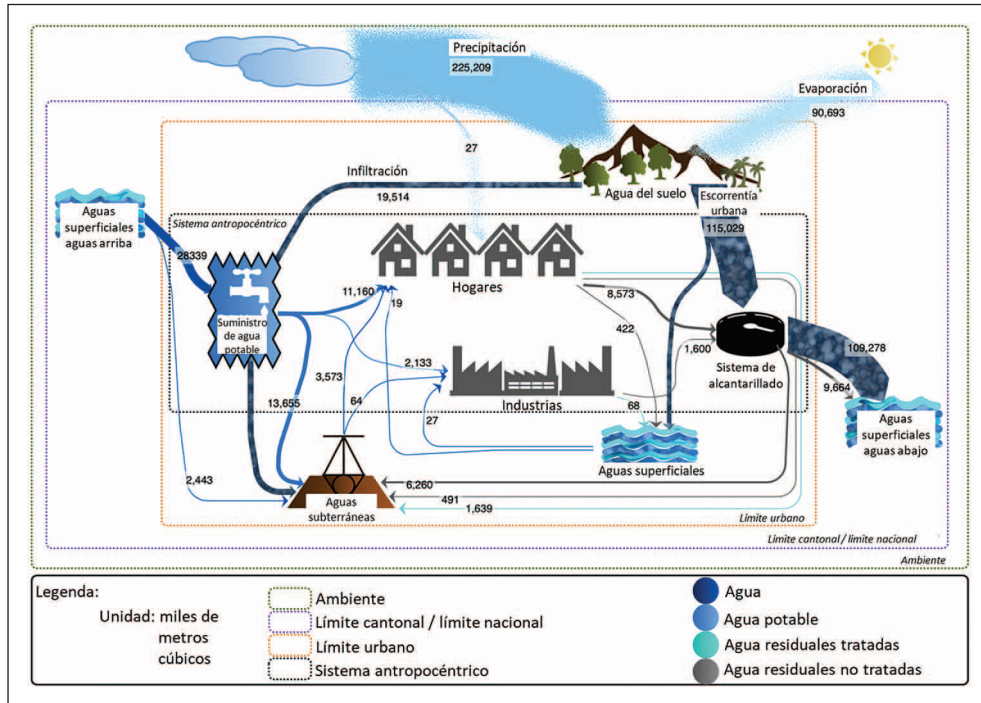 Precipitación
225,209
Evaporación
90,693
27
Infiltración
19,514
Agua del suelo
Escorrentía
urbana
115,029
Aguas
superficiales
aguas arriba
Sistema antropocéntrico
28339
Suministro
de agua
potable
11,160
19
Hogares
8,573
422
1,600
2,133
3,573
64
Industrias
68
27
13,655
Sistema de
alcantarillado
109,278
9,664
Aguas
superficiales
aguas abajo
Aguas superficiales
2,443
Aguas
subterráneas
6,260
491
1,639
Límite urbano
Límite cantonal / límite nacional
Ambiente
Legenda:
Unidad: miles de
metros
cúbicos
Ambiente
Límite cantonal / límite nacional
Límite urbano
Sistema antropocéntrico
Agua
Agua potable
Agua residuales tratadas
Agua residuales no tratadas